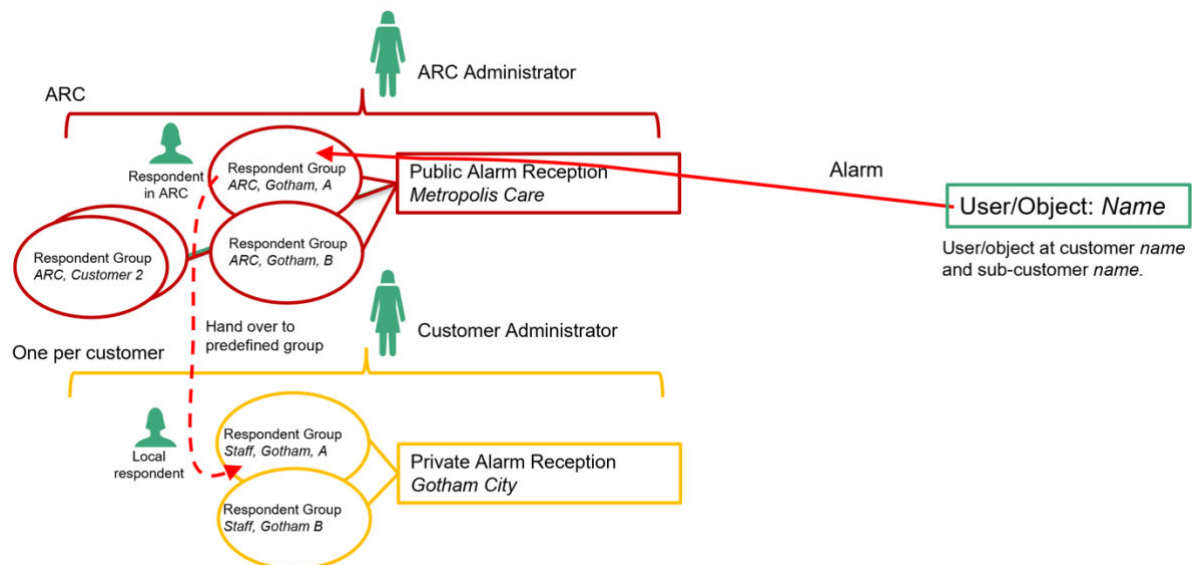 ARC Administrator
ARC
Respondent
in ARC
Respondent Group
ARC, Gotham, A
Public Alarm Reception
Metropolis Care
Alarm
User/Object: Name
User/object at customer name
and sub-customer name.
Respondent Group
ARC, Customer 2
Respondent Group
ARC, Gotham, B
Hand over to
predefined group
Customer Administrator
One per customer
Local
respondent
Respondent Group
Staff, Gotham, A
Private Alarm Reception
Gotham City
Respondent Group
Staff, Gotham B